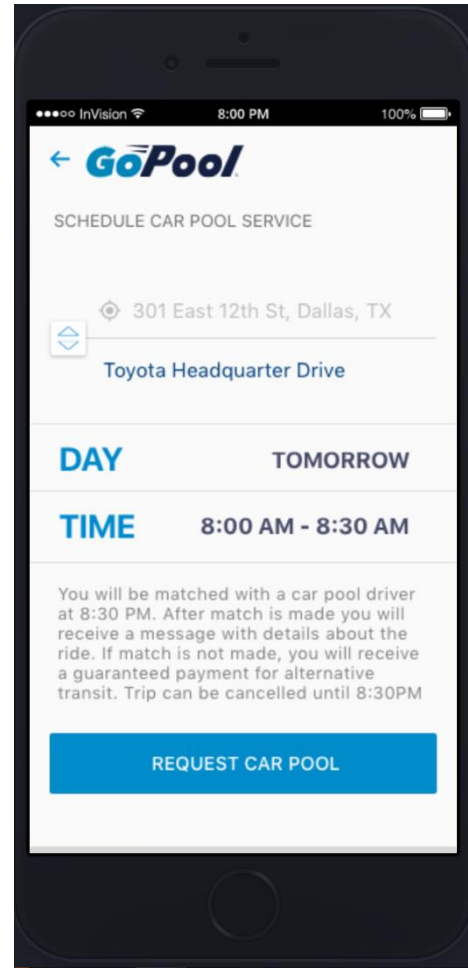 InVision 8:00 PM 100%
GoPool
SCHEDULE CAR POOL SERVICE
301 East 12th St, Dallas, TX
Toyota Headquarter Drive
DAY TOMORROW
TIME 8:00 AM - 8:30 AM
You will be matched with a car pool driver
at 8:30 PM. After match is made you will
receive a message with details about the
ride. If match is not made, you will receive
a guaranteed payment for alternative
transit. Trip can be cancelled until 8:30PM
REQUEST CAR POOL